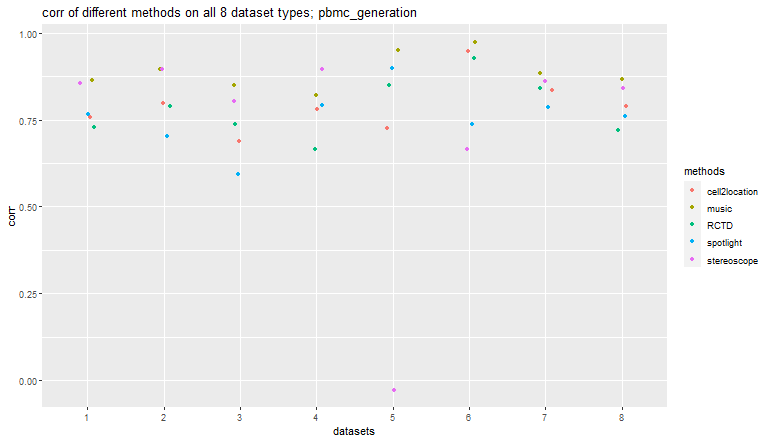 corr of different methods on all 8 dataset types; pbmc_generation
1.00
0.75
0.50
0.25
0.00
corr
1 2 3 4 5 6 7 8
datasets
methods
cell2location
music
RCTD
spotlight
stereoscope